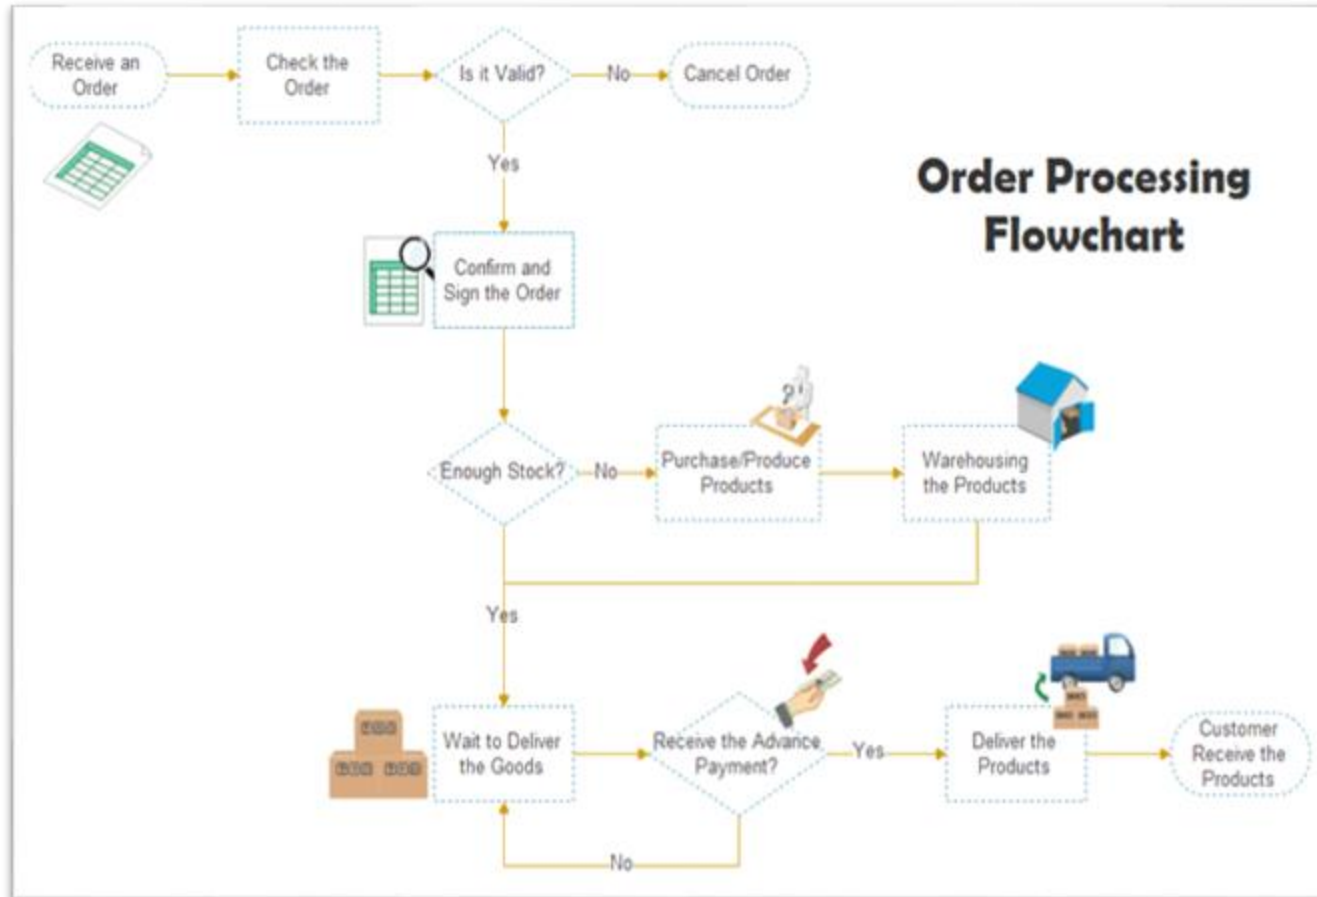 Receive an
Order
Check the
Order
Is it Valid?
No
Cancel Order
Yes
Order Processing
Flowchart
Confirm and
Sign the Order
Enough Stock?
No
Purchase/Produce
Products
Warehousing
the Products
Yes
Wait to Deliver
the Goods
Receive the Advance
Payment?
Yes
Deliver the
Products
Customer
Receive the
Products
No